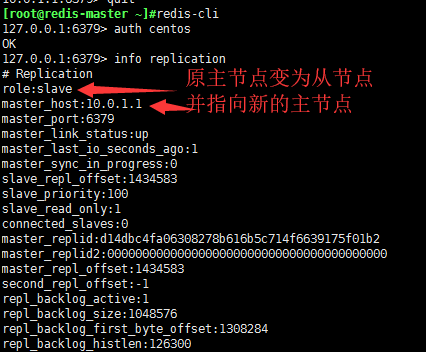 [root@redis-master ~]#redis-cli
127.0.0.1:6379> auth centos
OK
127.0.0.1:6379> info replication
# Replication
role:slave
原主节点变为从节点
master_host:10.0.1.1
并指向新的主节点
master_port:6379
master_link_status:up
master_last_io_seconds_ago:1
master_sync_in_progress:0
slave_repl_offset:1434583
slave_priority:100
slave_read_only:1
connected_slaves:0
master_replid:d14dbc4fa06308278b616b5c714f6639175f01b2
master_replid2:0000000000000000000000000000000000000000
master_repl_offset:1434583
second_repl_offset:-1
repl_backlog_active:1
repl_backlog_size:1048576
repl_backlog_first_byte_offset:1308284
repl_backlog_histlen:126300